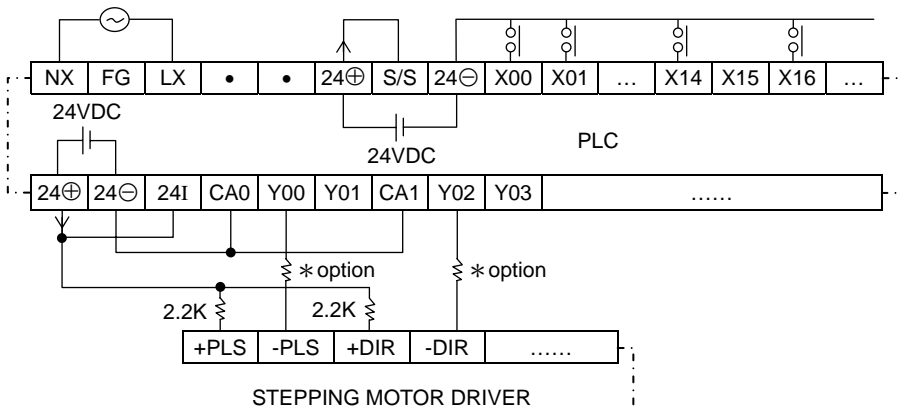 NX FG LX • • 24⊕ S/S 24⊖ X00 X01 … X14 X15 X16 …
24VDC
24VDC
PLC
24⊕ 24⊖ 24I CA0 Y00 Y01 CA1 Y02 Y03 ……
＊option ＊option
2.2K 2.2K
+PLS -PLS +DIR -DIR ……
STEPPING MOTOR DRIVER